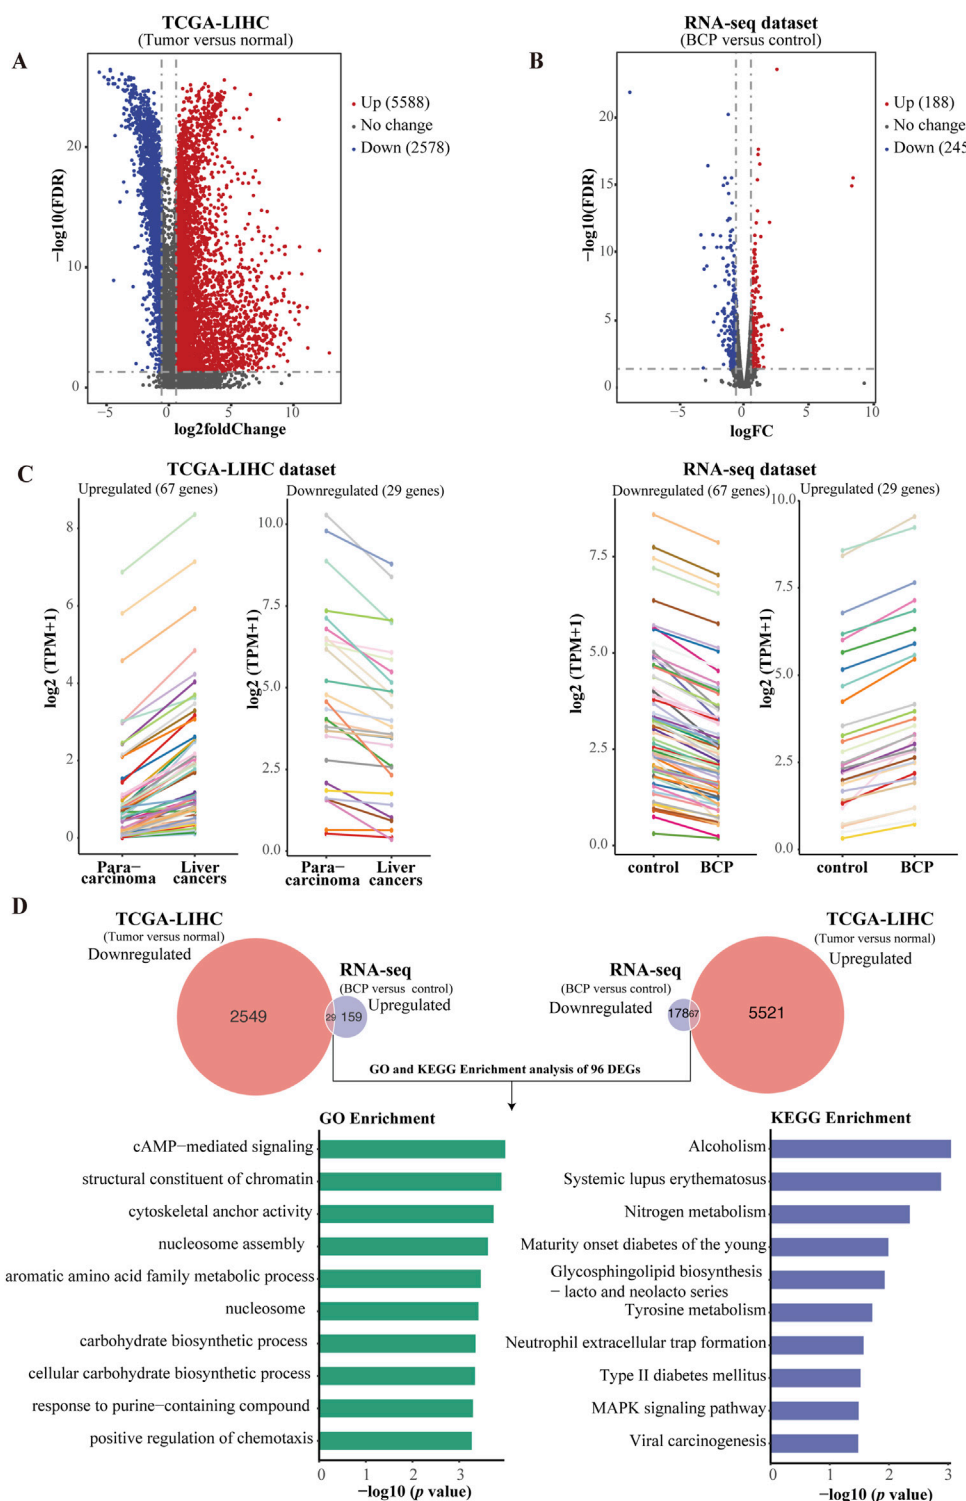 TCGA-LIHC
(Tumor versus normal)
A
−log10(FDR)
20
10
0
−5
0
5
10
log2foldChange
Up (5588)
No change
Down (2578)
RNA-seq dataset
(BCP versus control)
B
−log10(FDR)
20
15
10
5
0
−5
0
5
10
logFC
Up (188)
No change
Down (245
C
TCGA-LIHC dataset
Upregulated (67 genes)
log2 (TPM+1)
8
6
4
2
0
Para−
carcinoma
Liver
cancers
Downregulated (29 genes)
log2 (TPM+1)
10.0
7.5
5.0
2.5
0.0
Para−
carcinoma
Liver
cancers
RNA-seq dataset
Downregulated (67 genes)
log2 (TPM+1)
7.5
5.0
2.5
0.0
control
BCP
Upregulated (29 genes)
log2 (TPM+1)
10.0
7.5
5.0
2.5
0.0
control
BCP
D
TCGA-LIHC
(Tumor versus normal)
Downregulated
2549
29
159
RNA-seq
(BCP versus control)
Upregulated
RNA-seq
(BCP versus control)
Downregulated
178
67
5521
TCGA-LIHC
(Tumor versus normal)
Upregulated
GO and KEGG Enrichment analysis of 96 DEGs
GO Enrichment
cAMP−mediated signaling
structural constituent of chromatin
cytoskeletal anchor activity
nucleosome assembly
aromatic amino acid family metabolic process
nucleosome
carbohydrate biosynthetic process
cellular carbohydrate biosynthetic process
response to purine−containing compound
positive regulation of chemotaxis
0
1
2
3
−log10 (p value)
KEGG Enrichment
Alcoholism
Systemic lupus erythematosus
Nitrogen metabolism
Maturity onset diabetes of the young
Glycosphingolipid biosynthesis
− lacto and neolacto series
Tyrosine metabolism
Neutrophil extracellular trap formation
Type II diabetes mellitus
MAPK signaling pathway
Viral carcinogenesis
0
1
2
3
−log10 (p value)